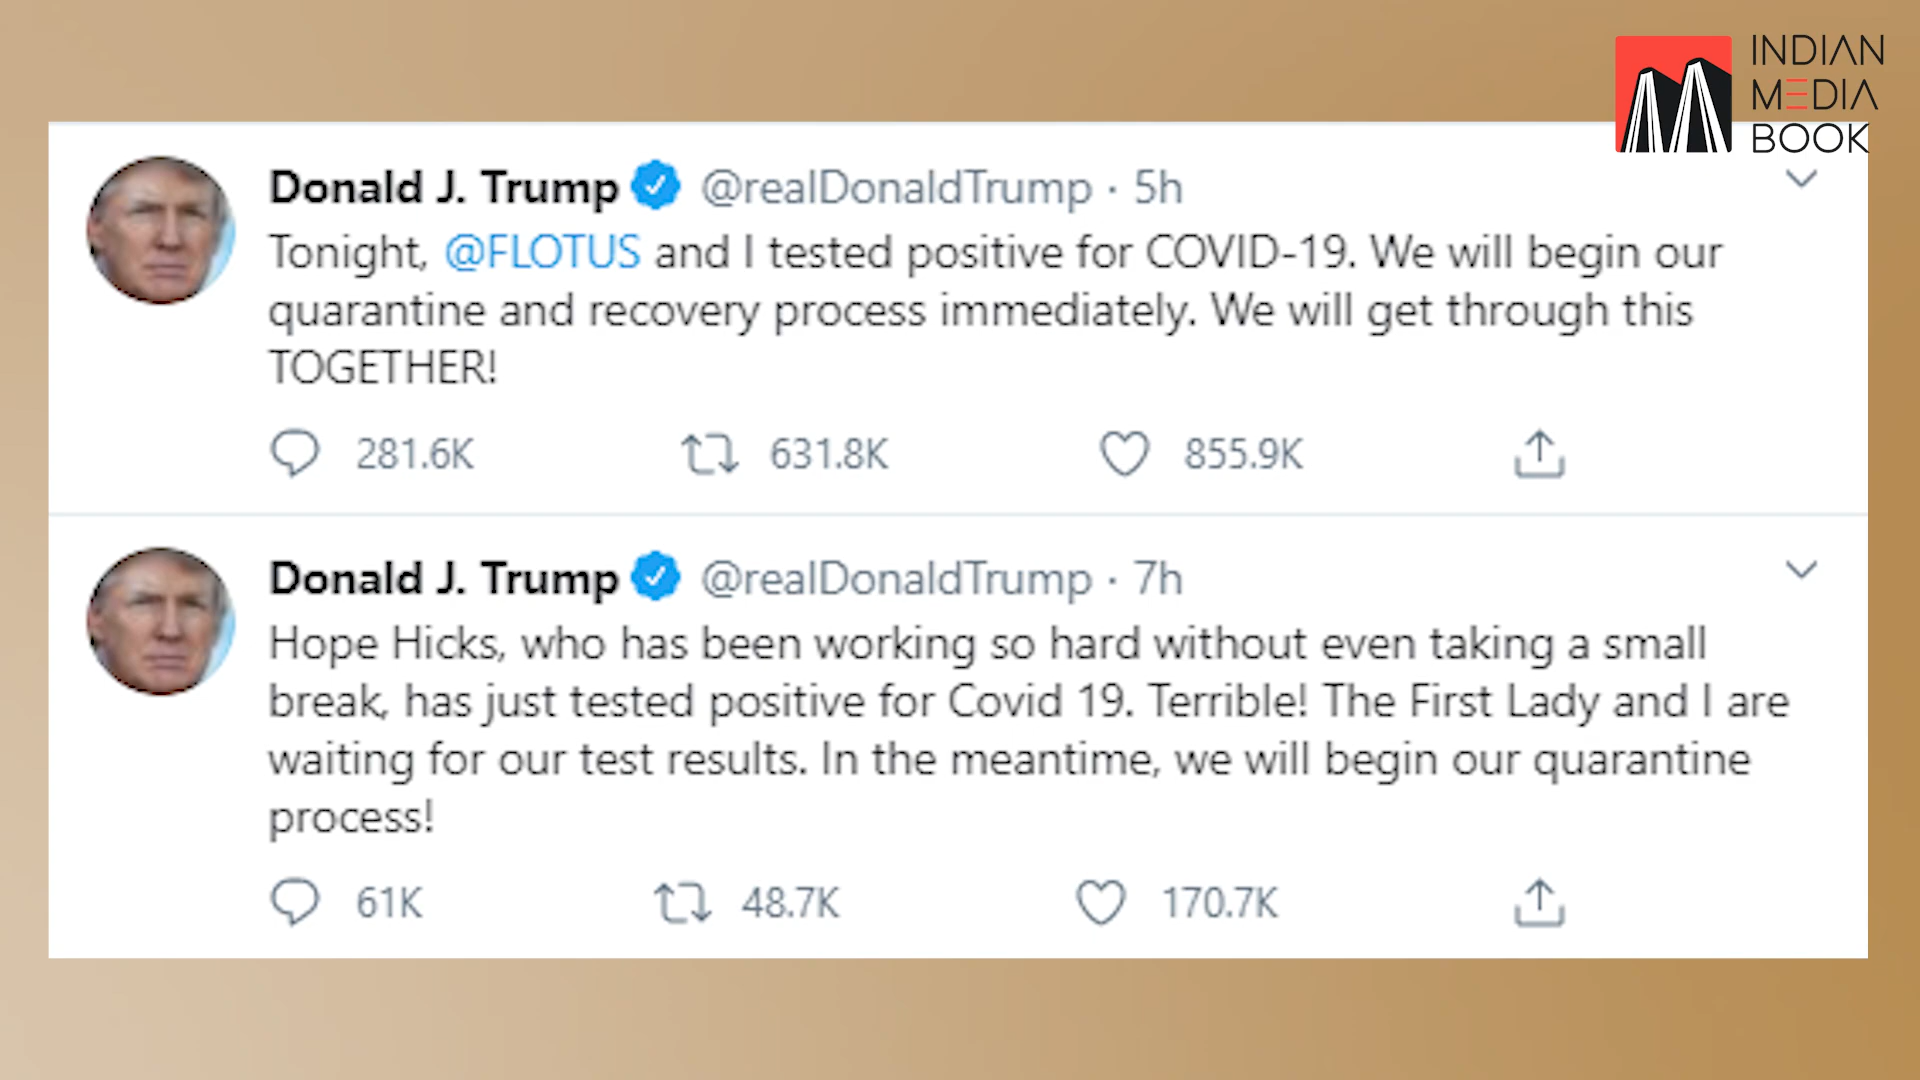 INDIAN
MEDIA
BOOK
Donald J. Trump @realDonaldTrump · 5h
Tonight, @FLOTUS and I tested positive for COVID-19. We will begin our
quarantine and recovery process immediately. We will get through this
TOGETHER!
281.6K 631.8K 855.9K
Donald J. Trump @realDonaldTrump · 7h
Hope Hicks, who has been working so hard without even taking a small
break, has just tested positive for Covid 19. Terrible! The First Lady and I are
waiting for our test results. In the meantime, we will begin our quarantine
process!
61K 48.7K 170.7K